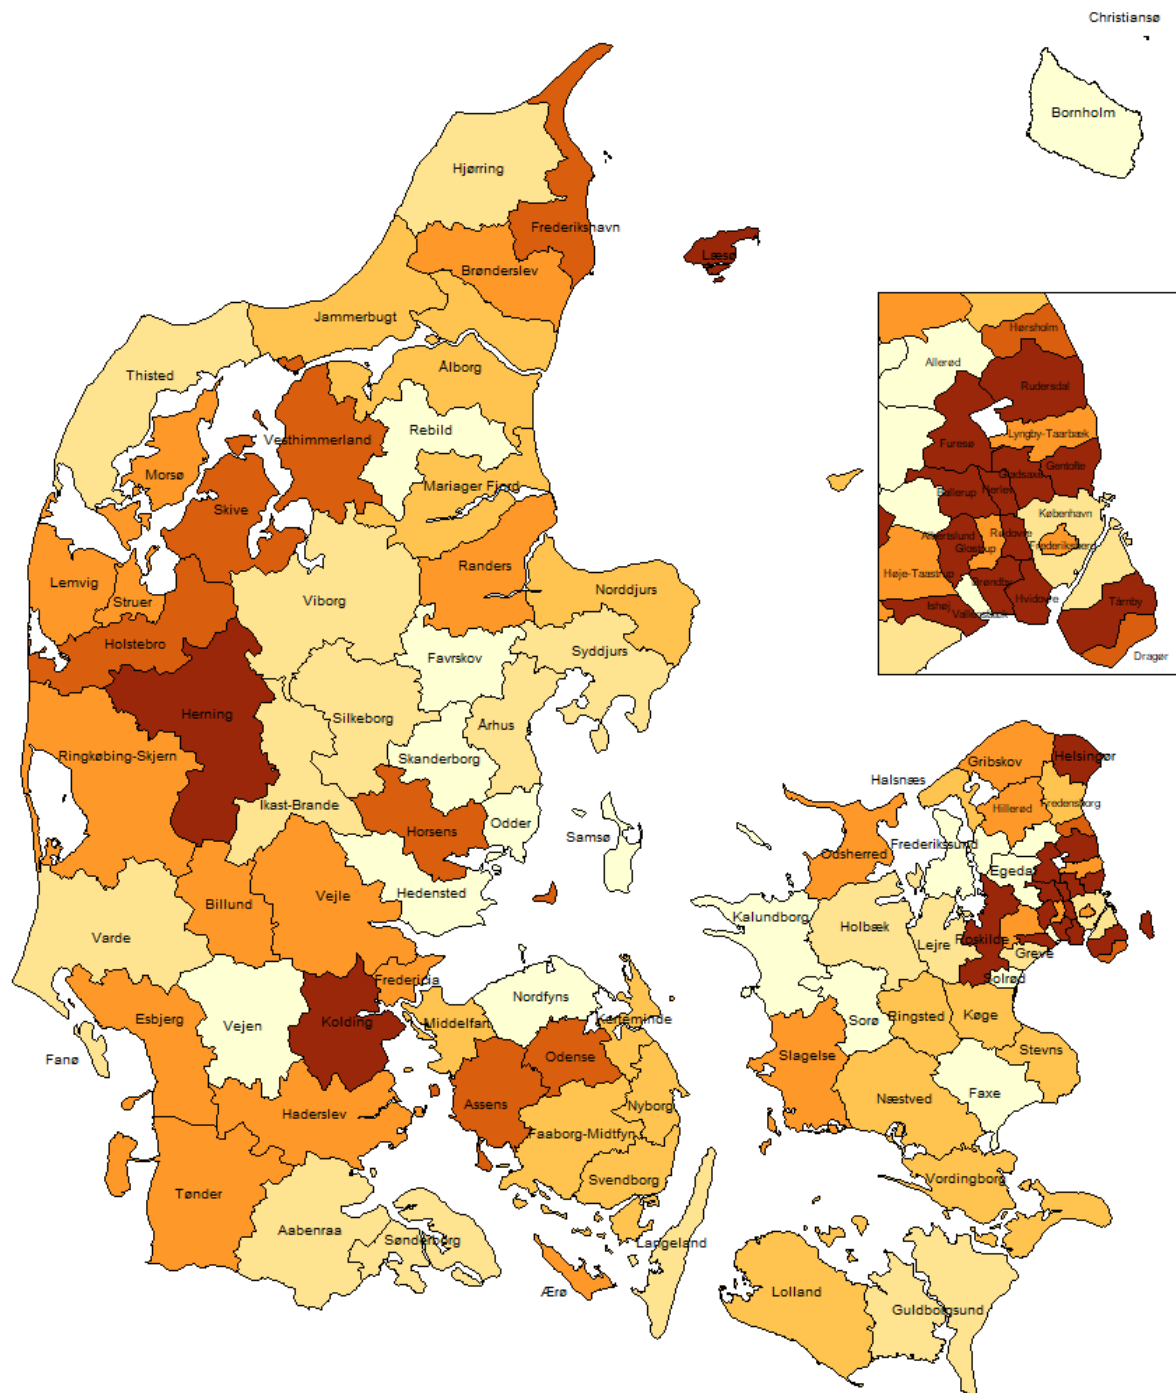 Christiansø
Bornholm
Hjørring
Frederikshavn
Læsø
Brønderslev
Jammerbugt
Ålborg
Thisted
Rebild
Vesthimmerland
Morsø
Mariager Fjord
Skive
Randers
Lemvig
Struer
Viborg
Norddjurs
Holstebro
Favrskov
Syddjurs
Herning
Silkeborg
Århus
Ringkøbing-Skjern
Skanderborg
Ikast-Brande
Horsens
Odder
Samsø
Hedensted
Billund
Vejle
Varde
Fredericia
Vejen
Kolding
Esbjerg
Fanø
Haderslev
Tønder
Aabenraa
Sønderborg
Nordfyns
Middelfart
Kerteminde
Odense
Assens
Nyborg
Faaborg-Midtfyn
Svendborg
Langeland
Ærø
Hørsholm
Allerød
Rudersdal
Lyngby-Taarbæk
Furesø
Gentofte
Gladsaxe
Ballerup
Herlev
København
Albertslund
Rødovre
Glostrup
Frederiksberg
Høje-Taastrup
Brøndby
Hvidovre
Ishøj
Vallensbæk
Tårnby
Dragør
Gribskov
Helsingør
Halsnæs
Hillerød
Fredensborg
Odsherred
Frederikssund
Egedal
Kalundborg
Holbæk
Lejre
Roskilde
Greve
Solrød
Sorø
Ringsted
Køge
Slagelse
Stevns
Næstved
Faxe
Vordingborg
Lolland
Guldborgsund